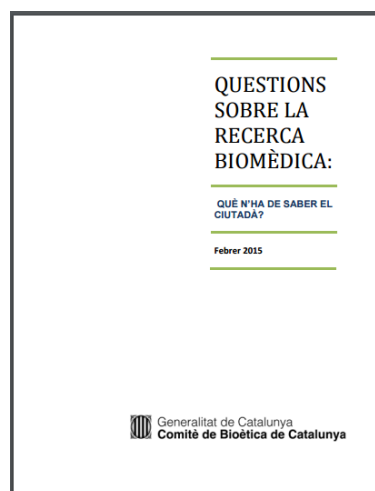 QUESTIONS
SOBRE LA
RECERCA
BIOMÈDICA:
QUÈ N'HA DE SABER EL
CIUTADÀ?
Febrer 2015
Generalitat de Catalunya
Comitè de Bioètica de Catalunya